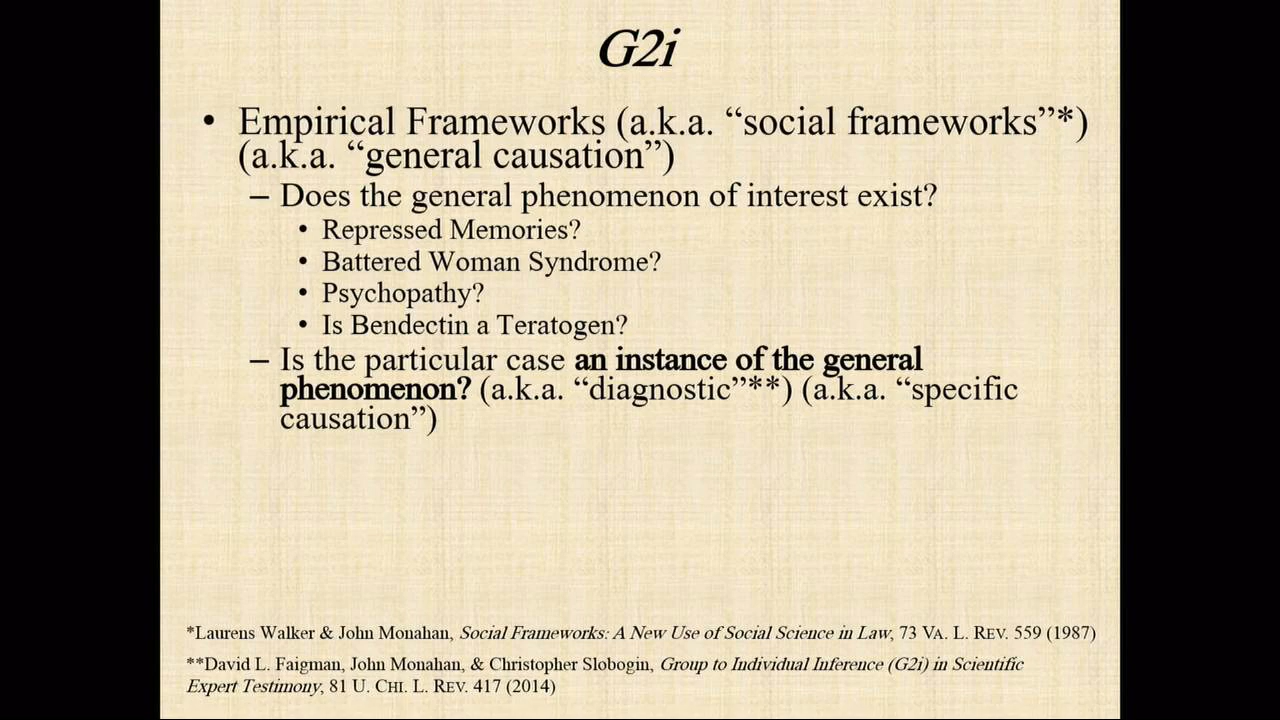 G2i
• Empirical Frameworks (a.k.a. “social frameworks”*)
(a.k.a. “general causation”)
– Does the general phenomenon of interest exist?
• Repressed Memories?
• Battered Woman Syndrome?
• Psychopathy?
• Is Bendectin a Teratogen?
– Is the particular case an instance of the general
phenomenon? (a.k.a. “diagnostic”**) (a.k.a. “specific
causation”)
*Laurens Walker & John Monahan, Social Frameworks: A New Use of Social Science in Law, 73 VA. L. REV. 559 (1987)
**David L. Faigman, John Monahan, & Christopher Slobogin, Group to Individual Inference (G2i) in Scientific
Expert Testimony, 81 U. CHI. L. REV. 417 (2014)